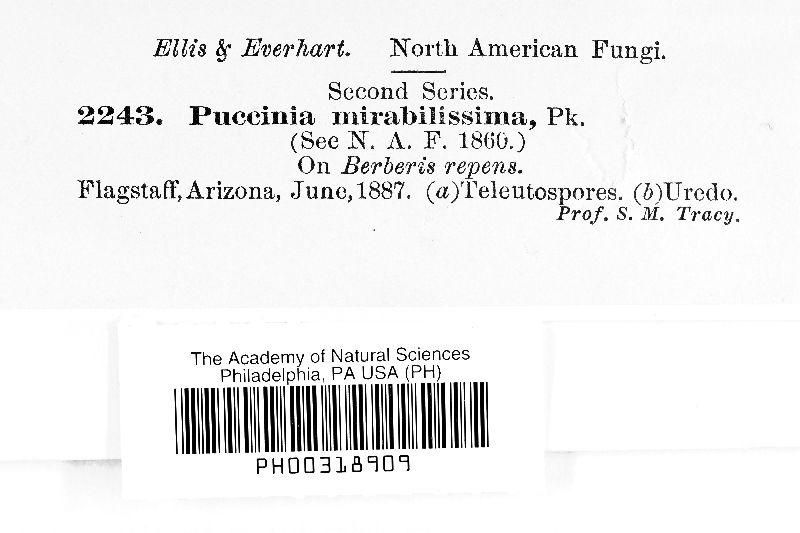 Ellis & Everhart. North American Fungi.
Second Series.
2243. Puccinia mirabilissima, Pk.
(See N. A. F. 1860.)
On Berberis repens.
Flagstaff, Arizona, June, 1887. (a) Teleutospores. (b) Uredo.
Prof. S. M. Tracy.
The Academy of Natural Sciences
Philadelphia, PA USA (PH)
PH00318909